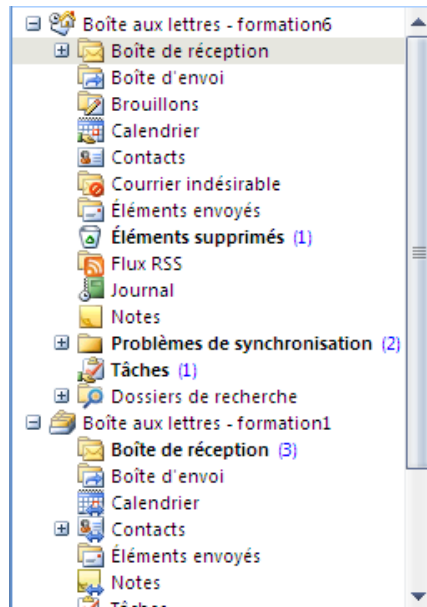 Boîte aux lettres - formation6
Boîte de réception
Boîte d'envoi
Brouillons
Calendrier
Contacts
Courrier indésirable
Éléments envoyés
Éléments supprimés (1)
Flux RSS
Journal
Notes
Problèmes de synchronisation (2)
Tâches (1)
Dossiers de recherche
Boîte aux lettres - formation1
Boîte de réception (3)
Boîte d'envoi
Calendrier
Contacts
Éléments envoyés
Notes
Tâches